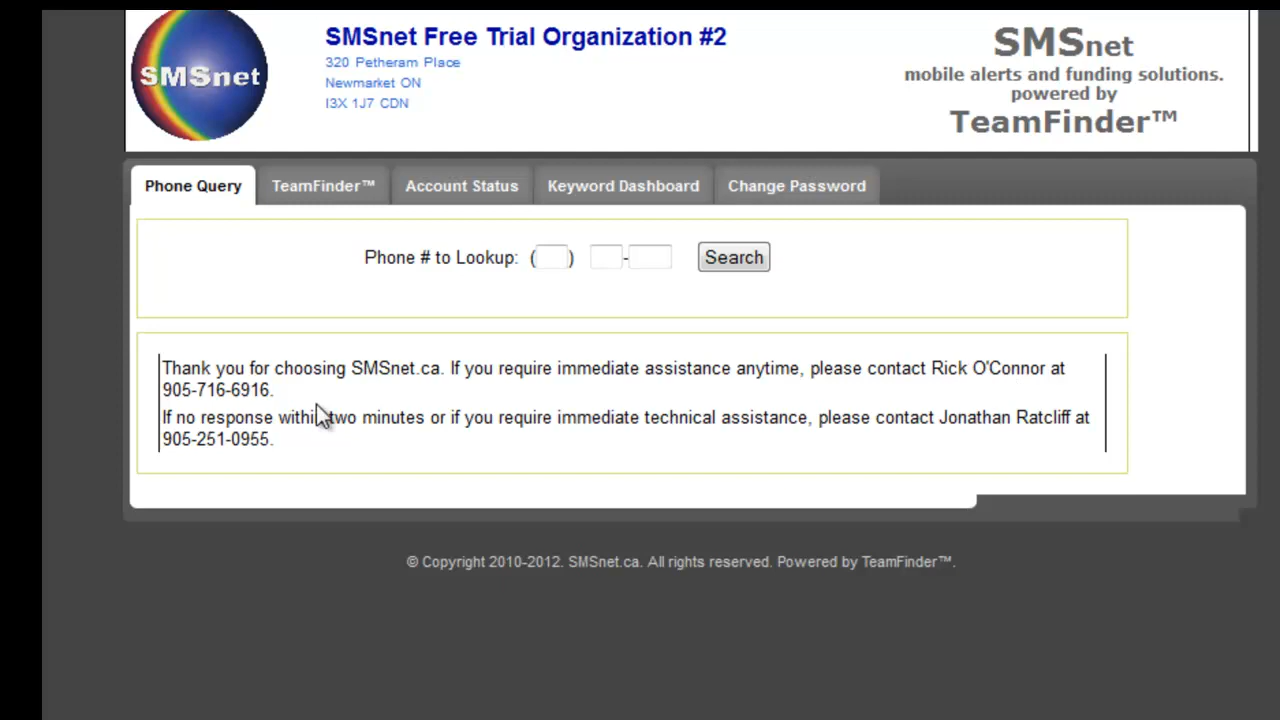 SMSnet
SMSnet Free Trial Organization #2
320 Petheram Place
Newmarket ON
I3X 1J7 CDN
SMSnet
mobile alerts and funding solutions.
powered by
TeamFinder™
Phone Query TeamFinder™ Account Status Keyword Dashboard Change Password
Phone # to Lookup: ( ) - Search
Thank you for choosing SMSnet.ca. If you require immediate assistance anytime, please contact Rick O'Connor at
905-716-6916.
If no response within two minutes or if you require immediate technical assistance, please contact Jonathan Ratcliff at
905-251-0955.
© Copyright 2010-2012. SMSnet.ca. All rights reserved. Powered by TeamFinder™.